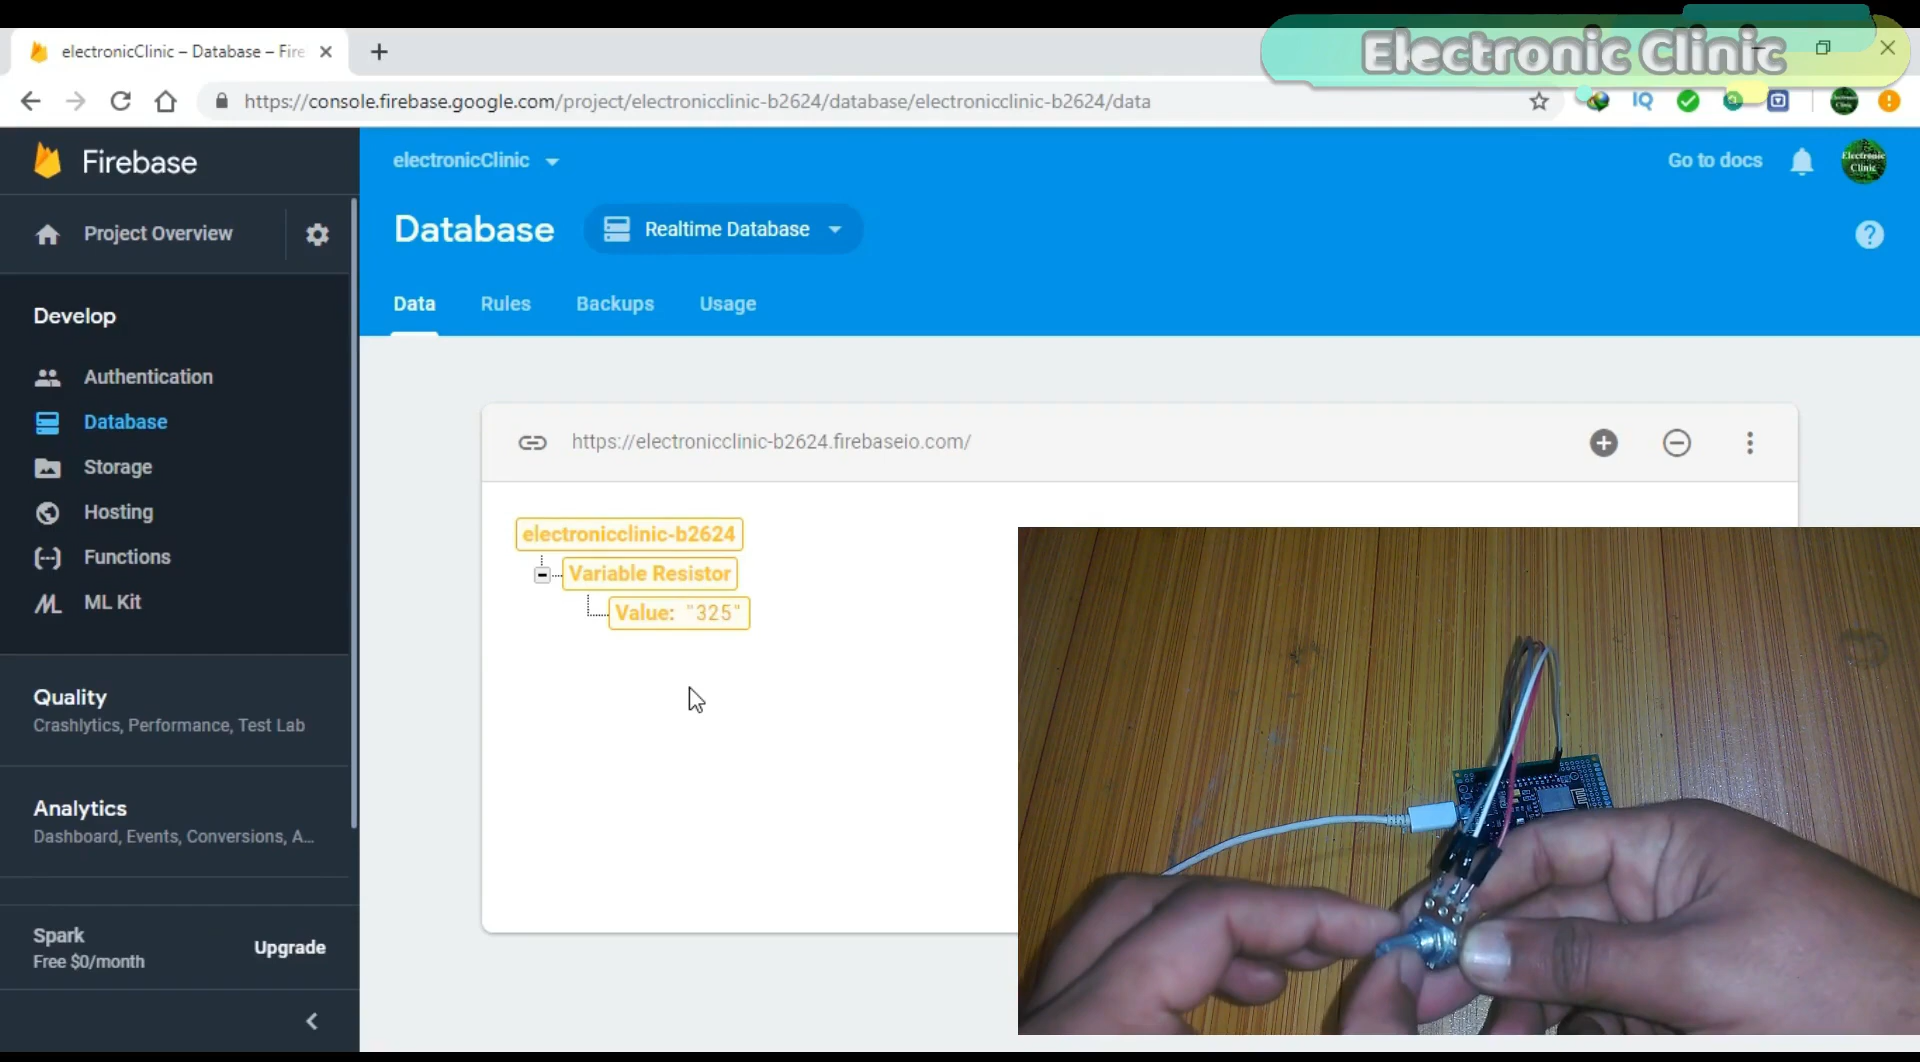 Electronic Clinic
electronicClinic – Database – Fire
https://console.firebase.google.com/project/electronicclinic-b2624/database/electronicclinic-b2624/data
IQ
Firebase
electronicClinic
Go to docs
Electronic
Clinic
Project Overview
Database
Realtime Database
?
Data
Rules
Backups
Usage
Develop
Authentication
Database
Storage
Hosting
Functions
ML Kit
https://electronicclinic-b2624.firebaseio.com/
electronicclinic-b2624
Variable Resistor
Value: "325"
Quality
Crashlytics, Performance, Test Lab
Analytics
Dashboard, Events, Conversions, A...
Spark
Free $0/month
Upgrade